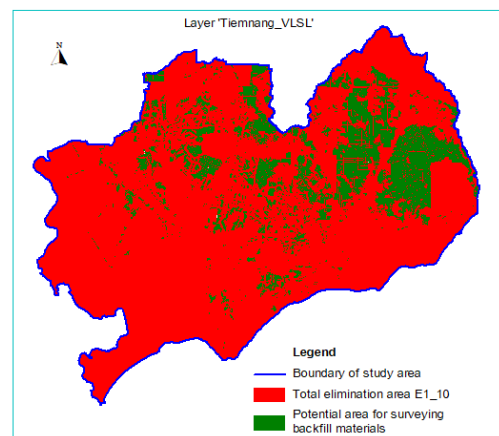 Layer 'Tiemnang_VLSL'
N
Legend
Boundary of study area
Total elimination area E1_10
Potential area for surveying
backfill materials